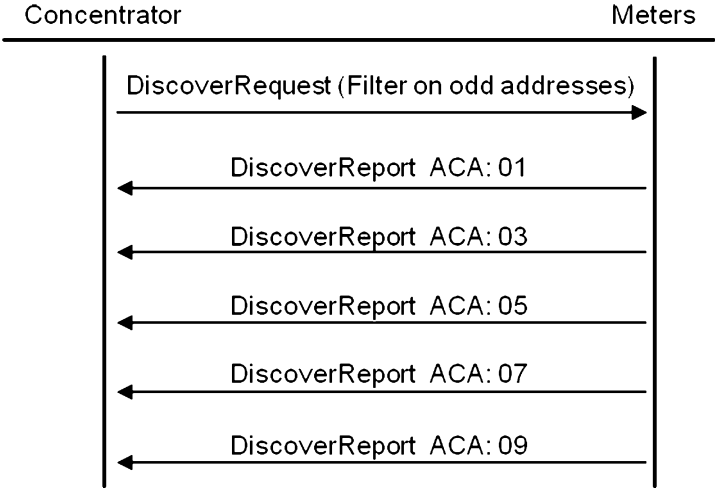 Concentrator Meters
DiscoverRequest (Filter on odd addresses)
DiscoverReport ACA: 01
DiscoverReport ACA: 03
DiscoverReport ACA: 05
DiscoverReport ACA: 07
DiscoverReport ACA: 09